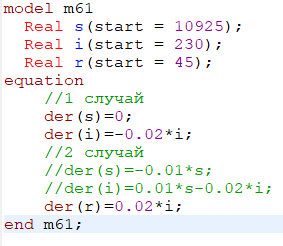 model m61
  Real s(start = 10925);
  Real i(start = 230);
  Real r(start = 45);
equation
    //1 случай
    der(s)=0;
    der(i)=-0.02*i;
    //2 случай
    //der(s)=-0.01*s;
    //der(i)=0.01*s-0.02*i;
    der(r)=0.02*i;
end m61;